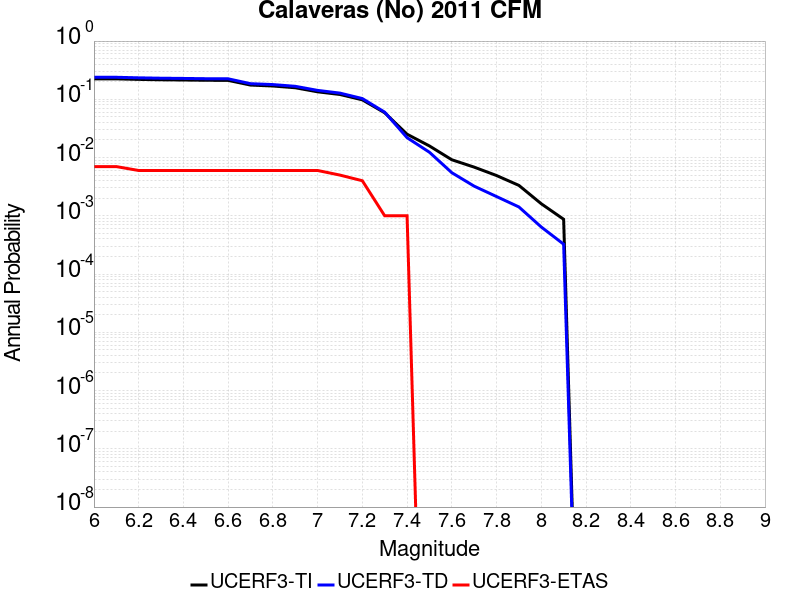 Calaveras (No) 2011 CFM
10^0
10^-1
10^-2
10^-3
10^-4
10^-5
10^-6
10^-7
10^-8
Annual Probability
6 6.2 6.4 6.6 6.8 7 7.2 7.4 7.6 7.8 8 8.2 8.4 8.6 8.8 9
Magnitude
UCERF3-TI UCERF3-TD UCERF3-ETAS